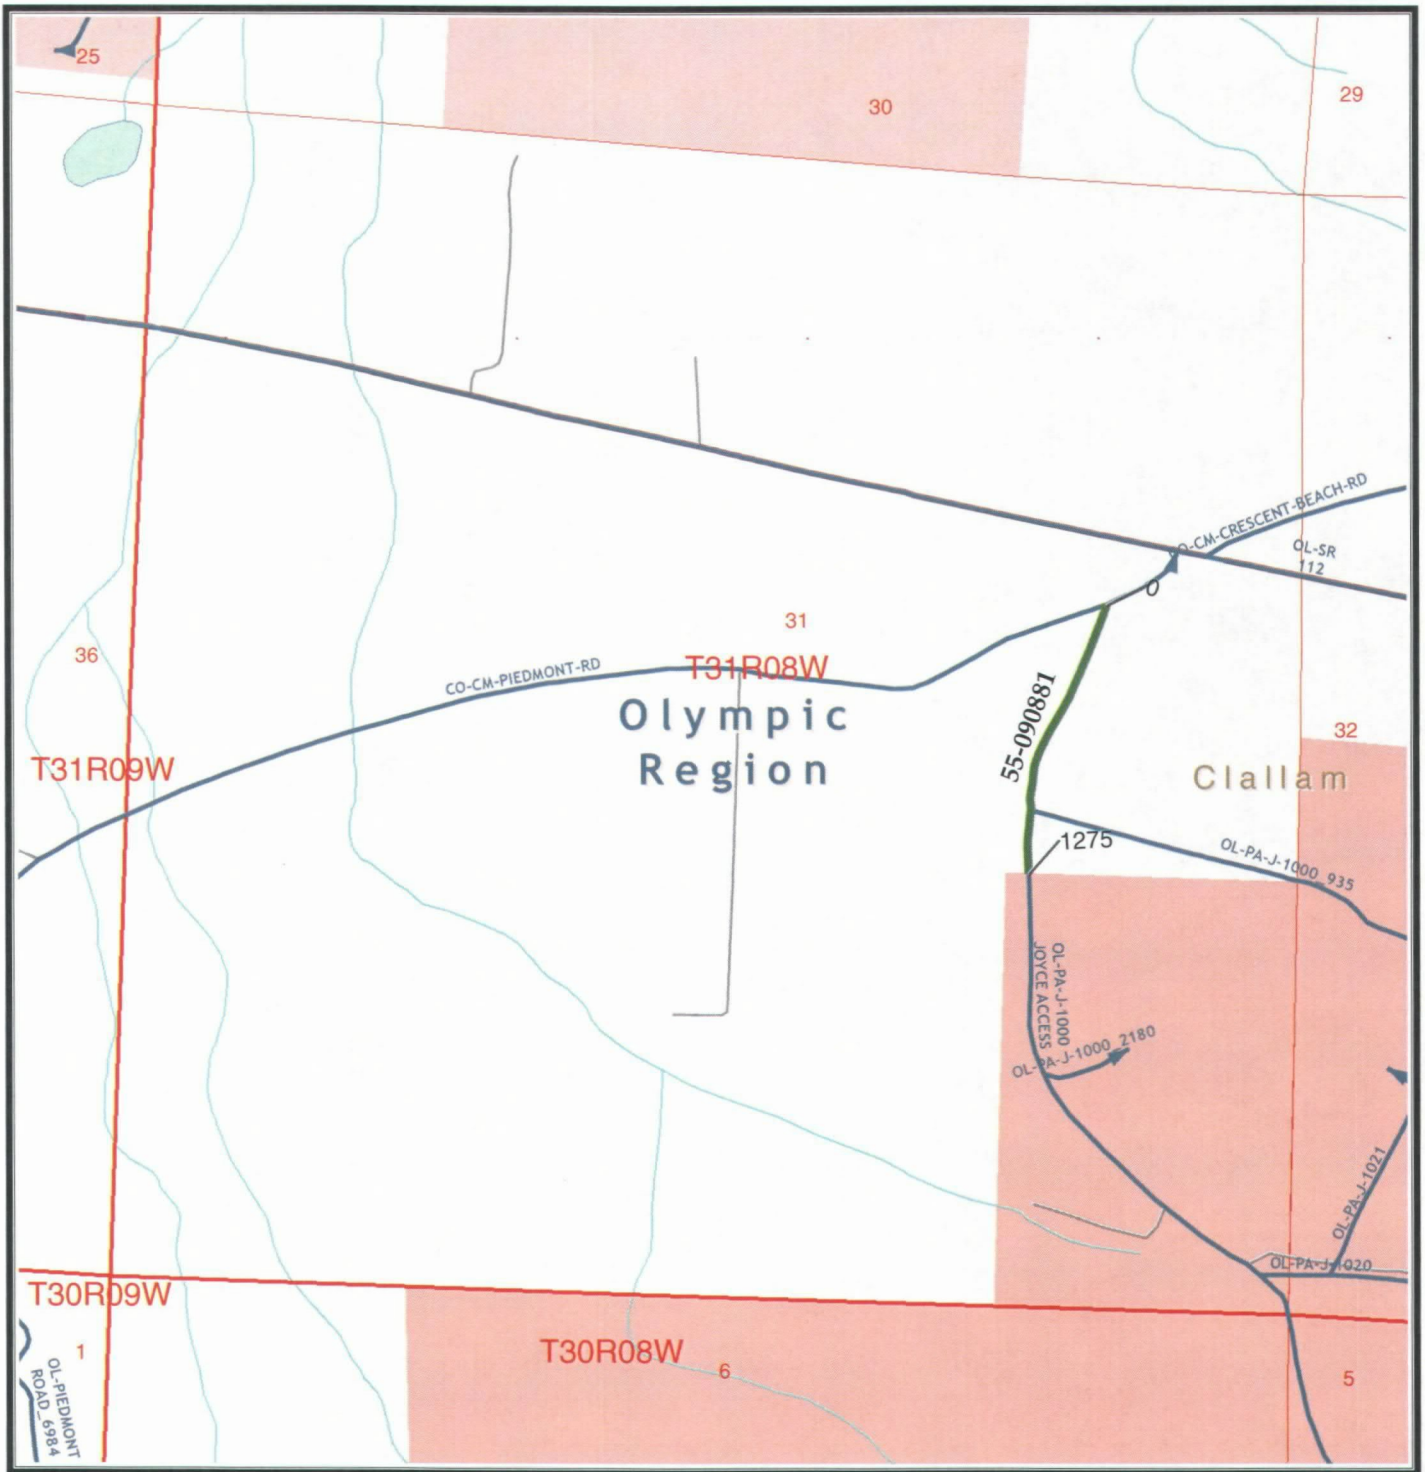 25
30
29
CO-CM-CRESCENT-BEACH-RD
OL-SR
112
0
31
36
CO-CM-PIEDMONT-RD
T31R08W
Olympic
Region
55-090881
32
T31R09W
Clallam
1275
OL-PA-J-1000_935
OL-PA-J-1000
JOYCE ACCESS
OL-PA-J-1000_2180
OL-PA-J-1021
OL-PA-J-1020
T30R09W
T30R08W
1
6
5
OL-PIEDMONT
ROAD_6984